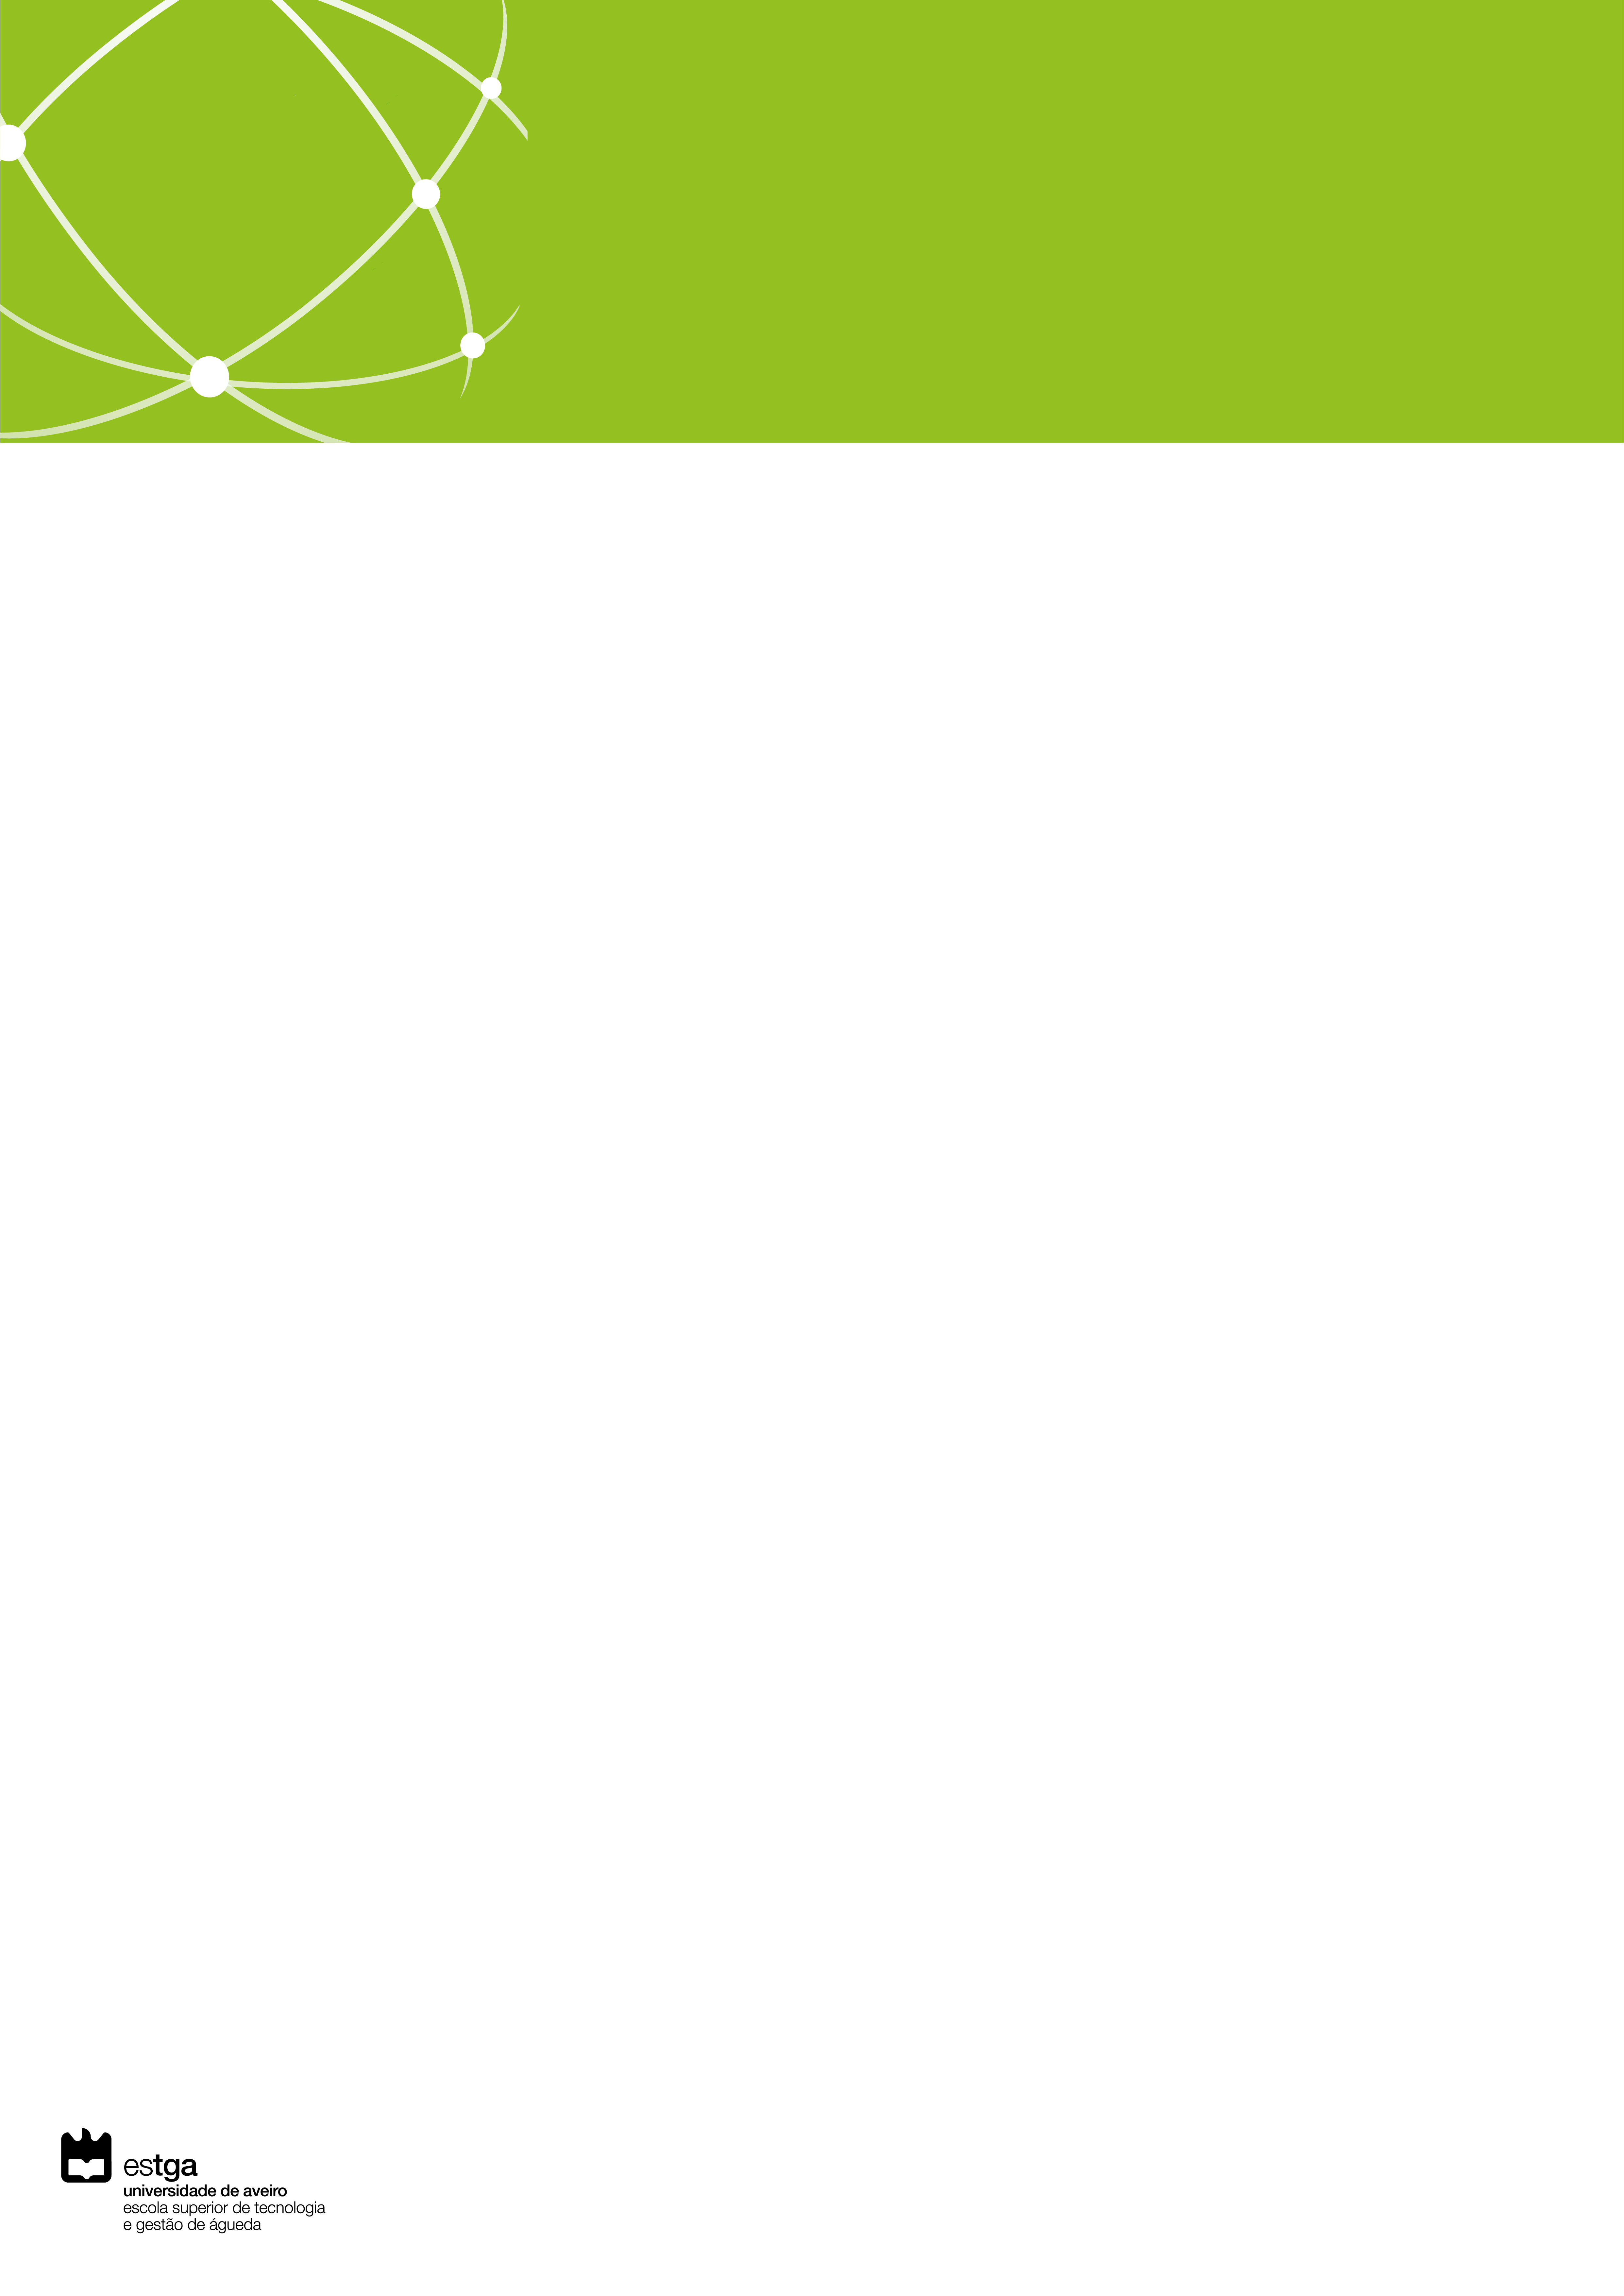 estga
universidade de aveiro
escola superior de tecnologia
e gestão de águeda